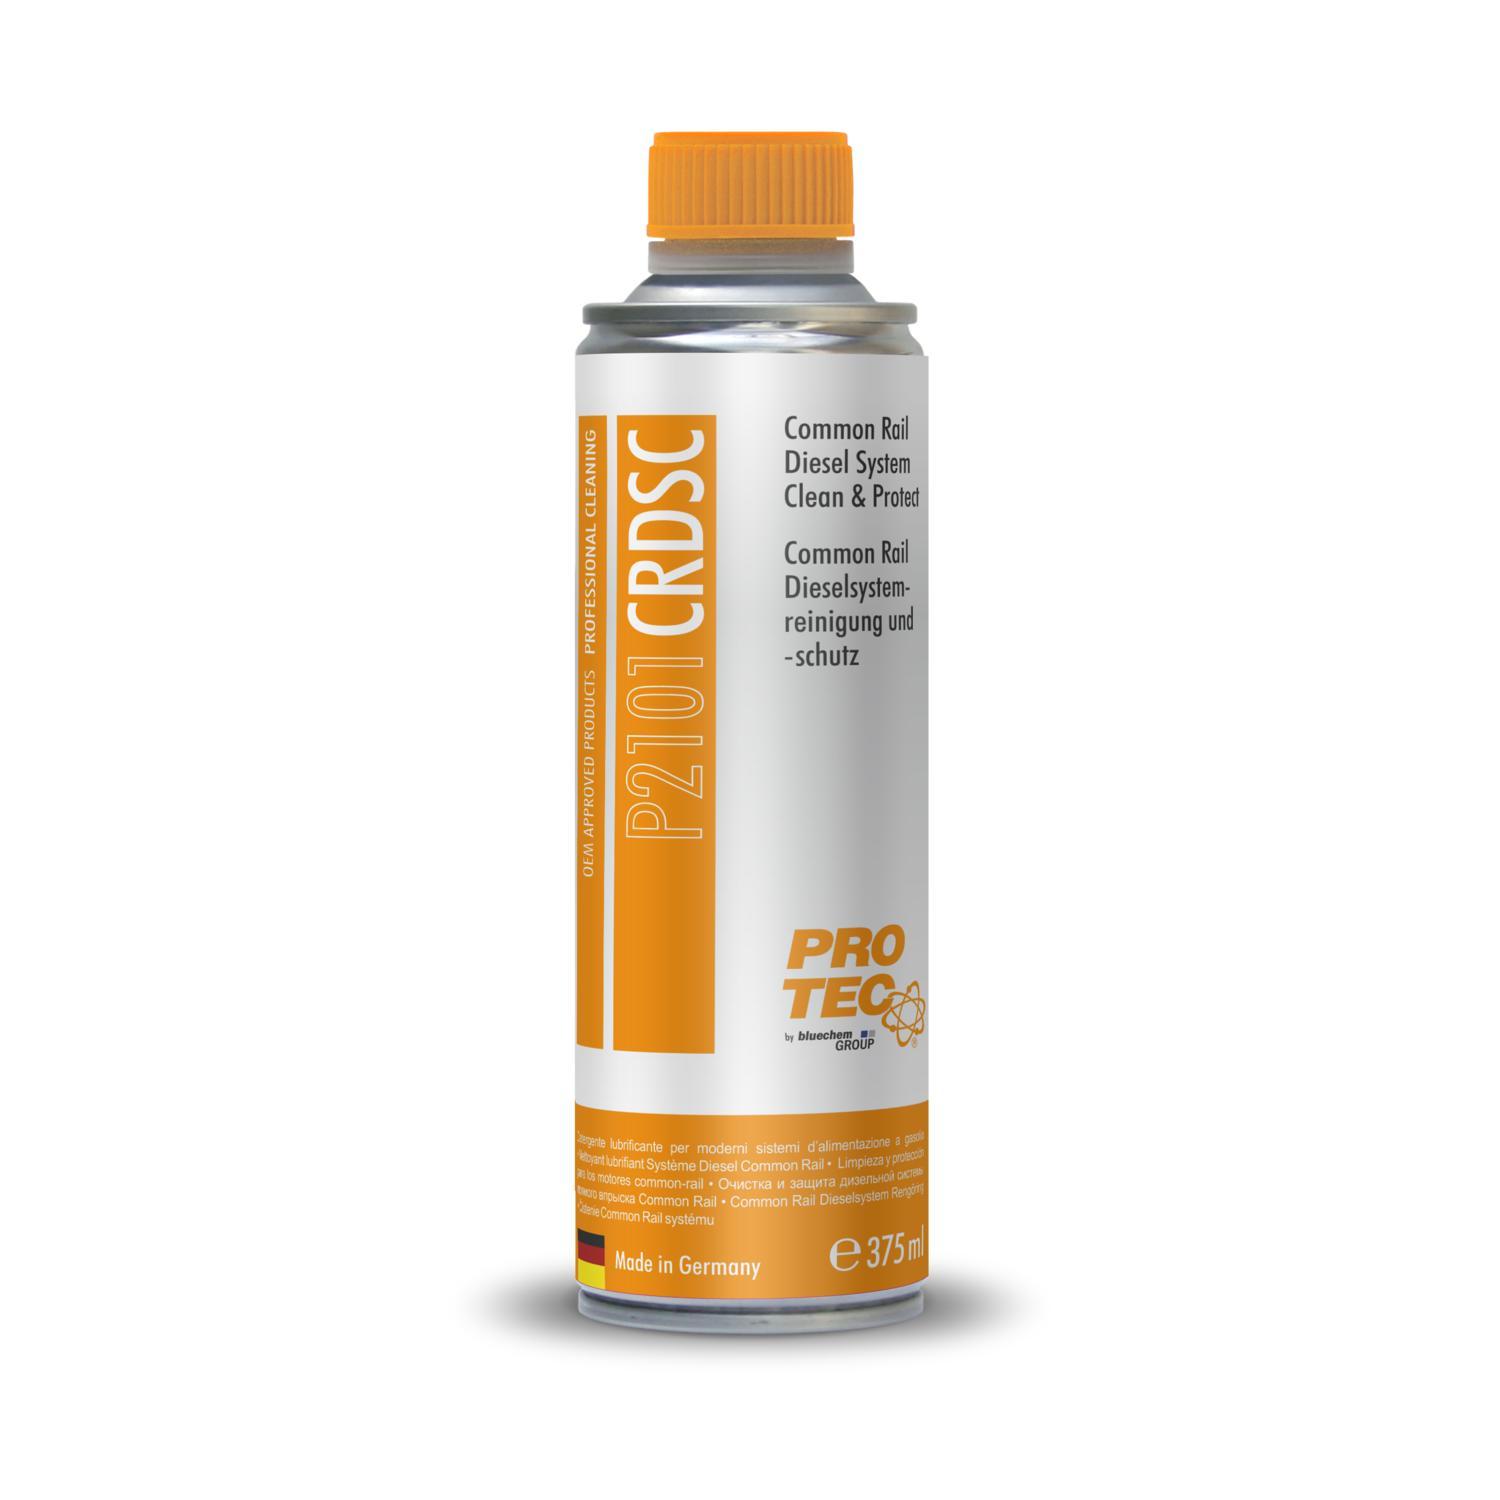 OEM APPROVED PRODUCTS PROFESSIONAL CLEANING
P2101 CRDSC
Common Rail
Diesel System
Clean & Protect
Common Rail
Dieselsystem-
reinigung und
-schutz
PRO
TEC
®
by bluechem
GROUP
lubrificante per moderni sistemi d'alimentazione a gasolio
• Nettoyant lubrifiant Système Diesel Common Rail • Limpieza y protección
para los motores common-rail • Очистка и защита дизельной системы
прямого впрыска Common Rail • Common Rail Dieselsystem Rengöring
Common Rail systému
Made in Germany
℮ 375 ml